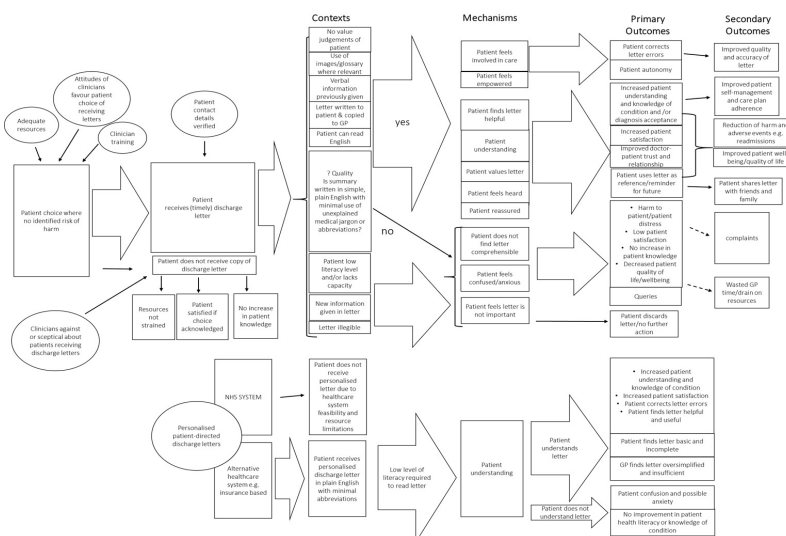 Contexts
Mechanisms
Primary
Outcomes
Secondary
Outcomes
Adequate
resources
Attitudes of
clinicians
favour patient
choice of
receiving
letters
Clinician
training
Patient choice where
no identified risk of
harm
Clinicians against
or sceptical about
patients receiving
discharge letters
Patient
contact
details
verified
Patient
receives(timely) discharge
letter
Patient does not receive copy of
discharge letter
Resources
not
strained
Patient
satisfied if
choice
acknowledged
No increase
in patient
knowledge
No value
judgements of
patient
Use of
images/glossary
where relevant
Verbal
information
previously given
Letter written to
patient & copied
to GP
Patient can read
English
? Quality
Is summary
written in simple,
plain English with
minimal use of
unexplained
medical jargon or
abbreviations?
Patient low
literacy level
and/or lacks
capacity
New information
given in letter
Letter illegible
yes
no
Patient feels
involved in care
Patient feels
empowered
Patient finds letter
helpful
Patient
understanding
Patient values letter
Patient feels heard
Patient reassured
Patient does not
find letter
comprehensible
Patient feels
confused/anxious
Patient feels letter is
not important
Patient corrects
letter errors
Patient autonomy
Increased patient
understanding
and knowledge of
condition and /or
diagnosis acceptance
Increased patient
satisfaction
Improved doctor-
patient trust and
relationship
Patient uses letter as
reference/reminder
for future
• Harm to
patient/patient
distress
• Low patient
satisfaction
• No increase in
patient knowledge
• Decreased patient
quality of
life/wellbeing
Queries
Patient discards
letter/no further
action
Improved quality
and accuracy of
letter
Improved patient
self-management
and care plan
adherence
Reduction of harm and
adverse events e.g.
readmissions
Improved patient well
being/quality of life
Patient shares letter
with friends and
family
complaints
Wasted GP
time/drain on
resources
Personalised
patient-directed
discharge letters
NHS SYSTEM
Alternative
healthcare
system e.g.
insurance based
Patient does not
receive
personalised
letter due to
healthcare
system
feasibility and
resource
limitations
Patient receives
personalised
discharge letter
in plain English
with minimal
abbreviations
Low level of
literacy required
to read letter
Patient
understanding
Patient
understands
letter
Patient does not
understand letter
• Increased patient
understanding and
knowledge of condition
• Increased patient satisfaction
• Patient corrects letter errors
• Patient finds letter helpful
and useful
Patient finds letter basic and
incomplete
GP finds letter oversimplified
and insufficient
Patient confusion and possible
anxiety
No improvement in patient
health literacy or knowledge of
condition